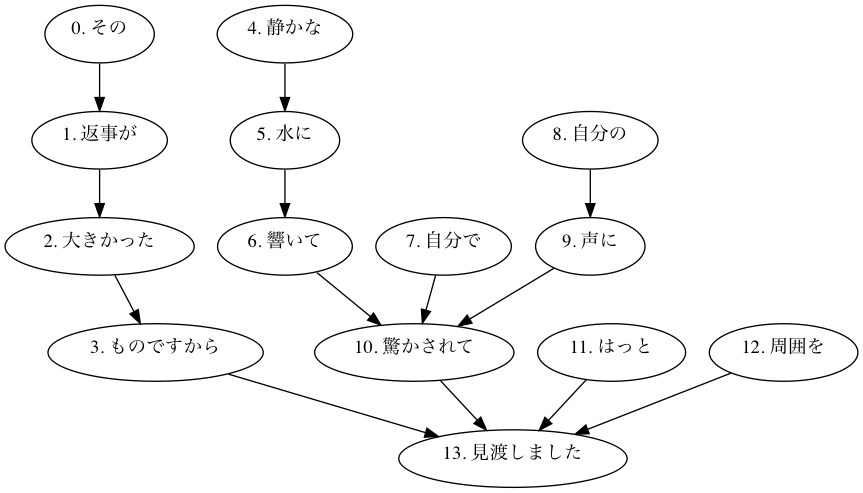 0. その
4. 静かな
1. 返事が
5. 水に
8. 自分の
2. 大きかった
6. 響いて
7. 自分で
9. 声に
3. ものですから
10. 驚かされて
11. はっと
12. 周囲を
13. 見渡しました